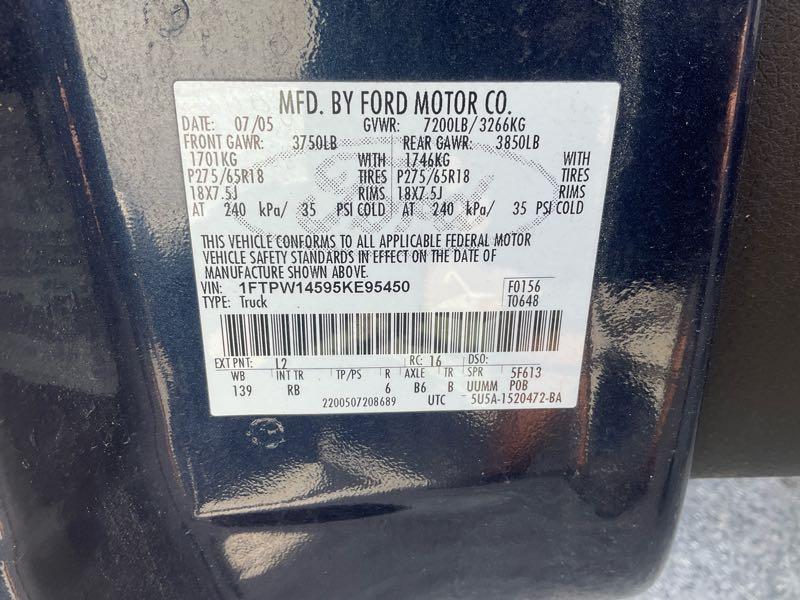 MFD. BY FORD MOTOR CO.
DATE: 07/05 GVWR: 7200LB/3266KG
FRONT GAWR: 3750LB REAR GAWR: 3850LB
1701KG WITH 1746KG WITH
P275/65R18 TIRES P275/65R18 TIRES
18X7.5J RIMS 18X7.5J RIMS
AT 240 kPa/ 35 PSI COLD AT 240 kPa/ 35 PSI COLD
THIS VEHICLE CONFORMS TO ALL APPLICABLE FEDERAL MOTOR
VEHICLE SAFETY STANDARDS IN EFFECT ON THE DATE OF
MANUFACTURE SHOWN ABOVE.
VIN: 1FTPW14595KE95450 F0156
TYPE: Truck T0648
EXT PNT: L2 RC: 16 DSO:
WB INT TR TP/PS R AXLE TR SPR 5F613
139 RB 6 B6 B UUMM POB
2200507208689 UTC 5U5A-1520472-BA
Ford